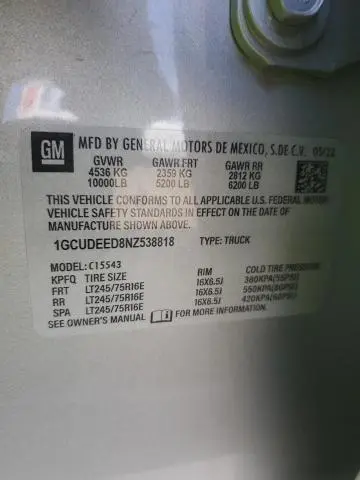 GM
MFD BY GENERAL MOTORS DE MEXICO, S.DE C.V. 05/22
GVWR GAWR FRT GAWR RR
4536 KG 2359 KG 2812 KG
10000LB 5200 LB 6200 LB
THIS VEHICLE CONFORMS TO ALL APPLICABLE U.S. FEDERAL MOTOR
VEHICLE SAFETY STANDARDS IN EFFECT ON THE DATE OF
MANUFACTURE SHOWN ABOVE.
1GCUDEED8NZ538818 TYPE: TRUCK
MODEL: C15543
KPFQ TIRE SIZE RIM COLD TIRE PRESSURE
FRT LT245/75R16E 16X6.5J 380KPA(55PSI)
RR LT245/75R16E 16X6.5J 550KPA(80PSI)
SPA LT245/75R16E 16X6.5J 420KPA(60PSI)
SEE OWNER'S MANUAL